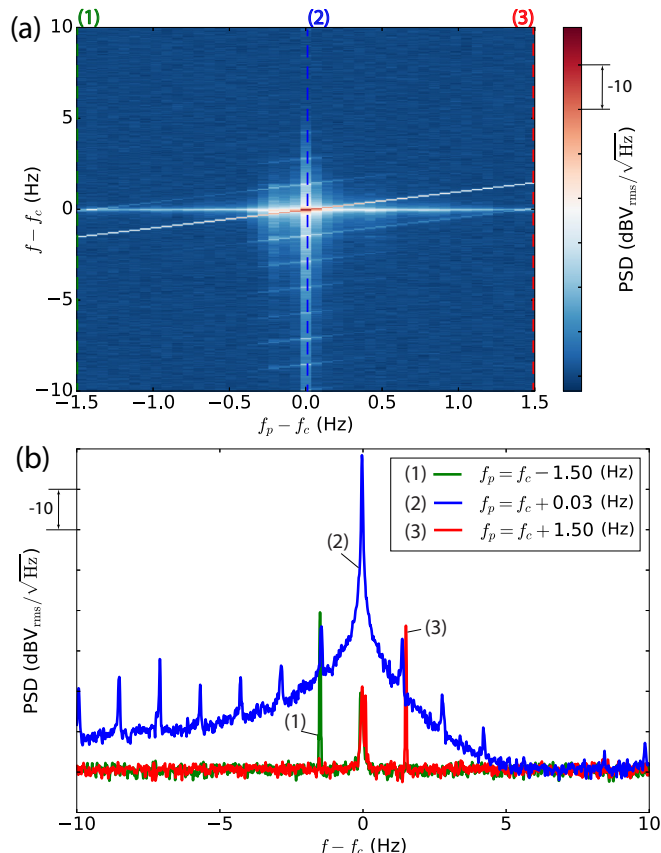 (a)
(1) (2) (3)
10
5
0
−5
−10
f − f_c (Hz)
−1.5 −1.0 −0.5 0.0 0.5 1.0 1.5
f_p − f_c (Hz)
-10
PSD (dBV_rms/√Hz)
(b)
-10
PSD (dBV_rms/√Hz)
(1) f_p = f_c − 1.50 (Hz)
(2) f_p = f_c + 0.03 (Hz)
(3) f_p = f_c + 1.50 (Hz)
(2)
(3)
(1)
−10 −5 0 5 10
f − f_c (Hz)